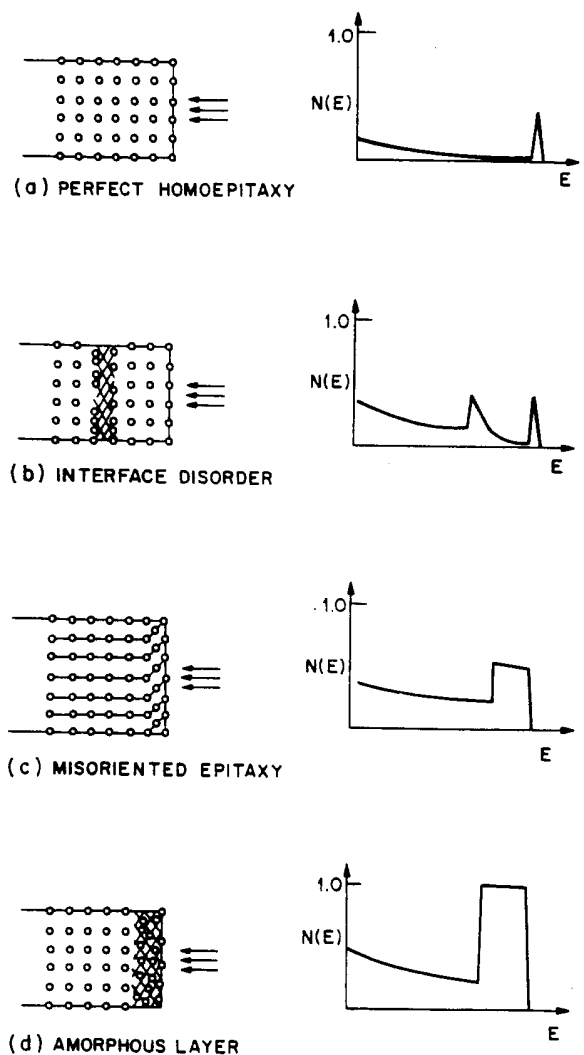 1.0
N(E)
E
(a) PERFECT HOMOEPITAXY
1.0
N(E)
E
(b) INTERFACE DISORDER
1.0
N(E)
E
(c) MISORIENTED EPITAXY
1.0
N(E)
E
(d) AMORPHOUS LAYER